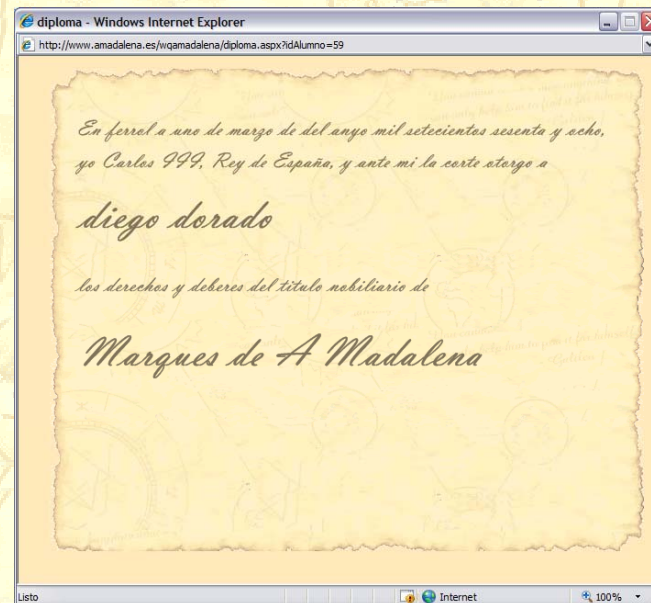 diploma - Windows Internet Explorer
http://www.amadalena.es/wqamadalena/diploma.aspx?idAlumno=59
En ferrol a uno de marzo de del anyo mil setecientos sesenta y ocho,
yo Carlos III, Rey de España, y ante mi la corte otorgo a
diego dorado
los derechos y deberes del titulo nobiliario de
Marques de A Madalena
Listo
Internet
100%